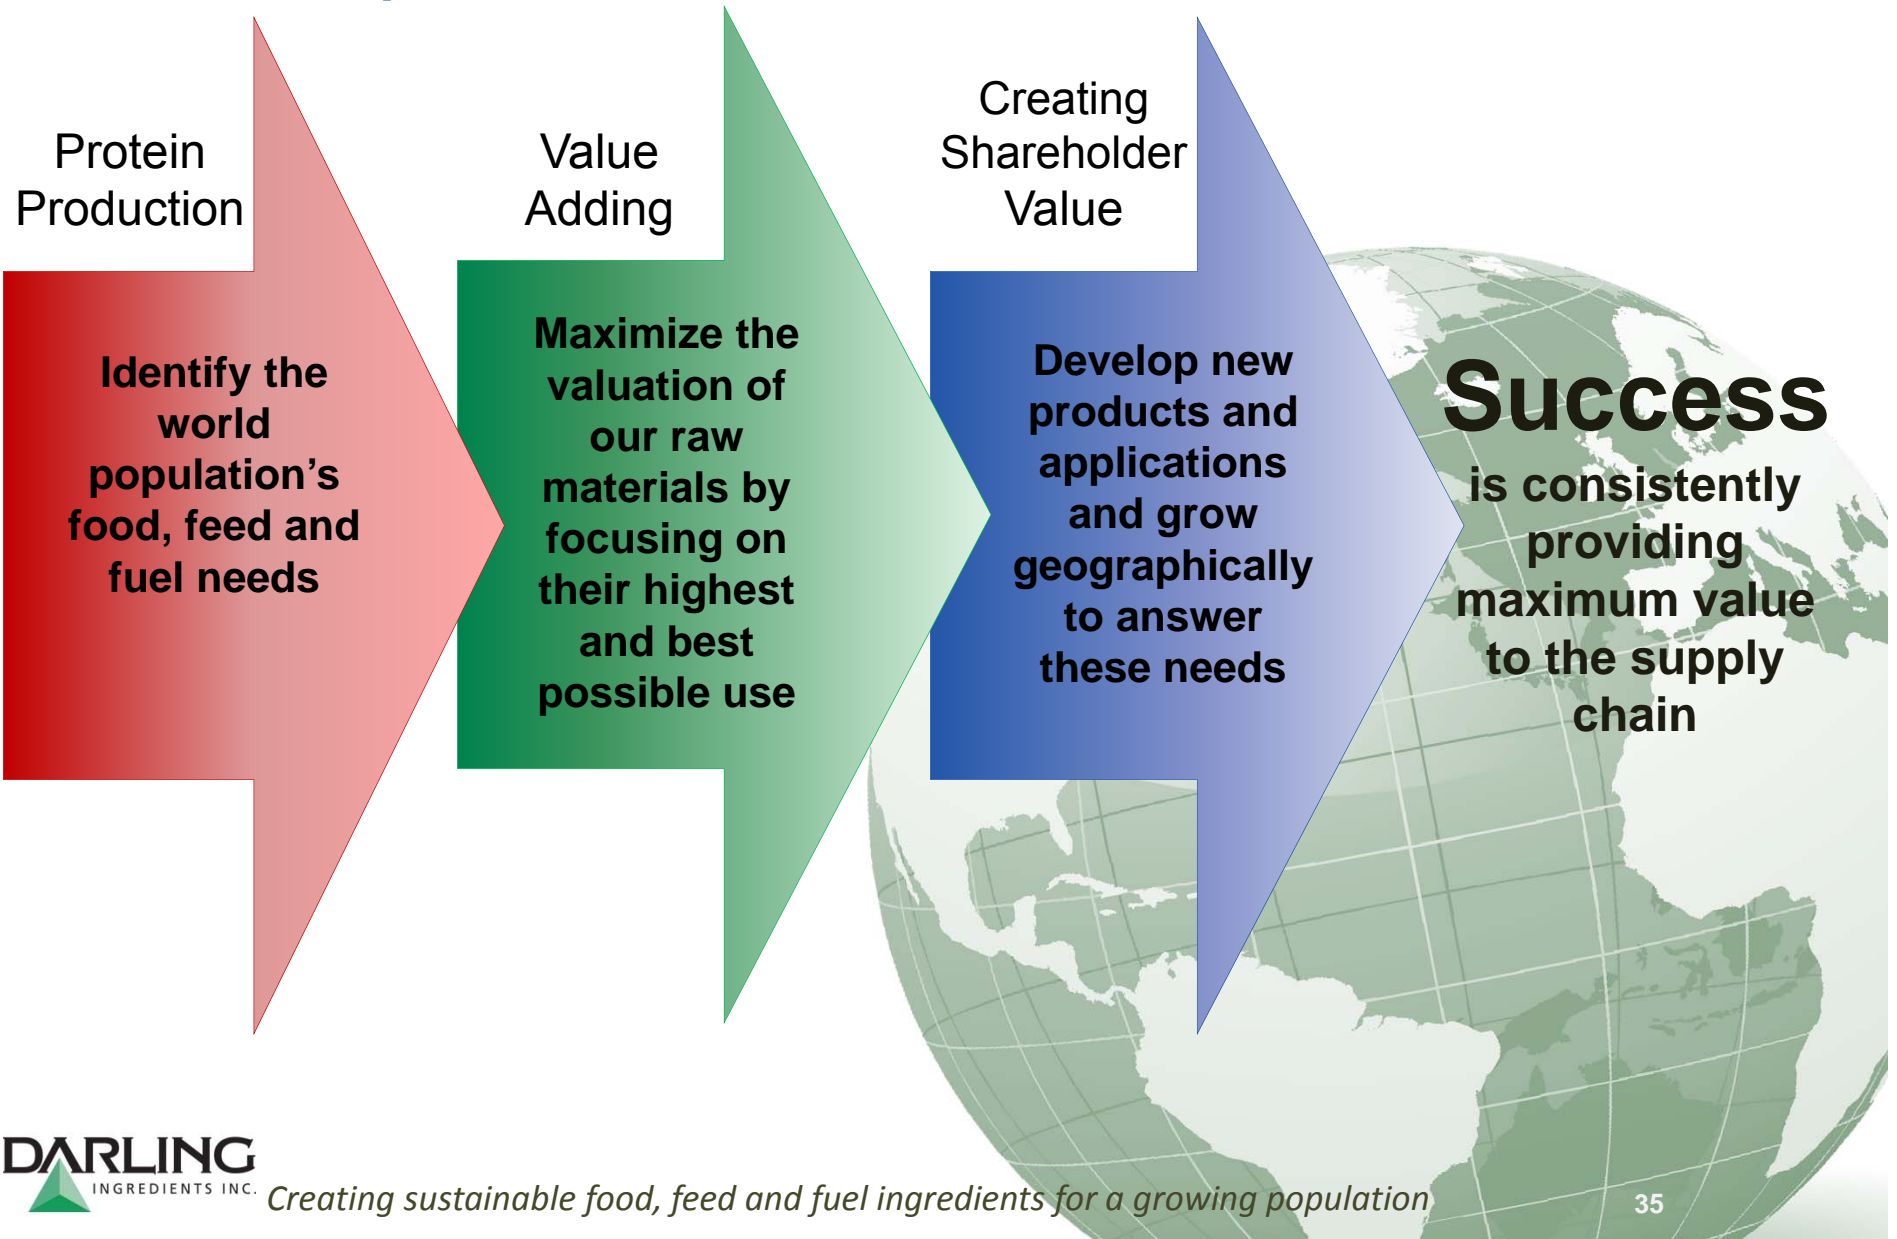 Protein
Production
Identify the
world
population’s
food, feed and
fuel needs
Value
Adding
Maximize the
valuation of
our raw
materials by
focusing on
their highest
and best
possible use
Creating
Shareholder
Value
Develop new
products and
applications
and grow
geographically
to answer
these needs
Success
is consistently
providing
maximum value
to the supply
chain
DARLING
INGREDIENTS INC.
Creating sustainable food, feed and fuel ingredients for a growing population
35